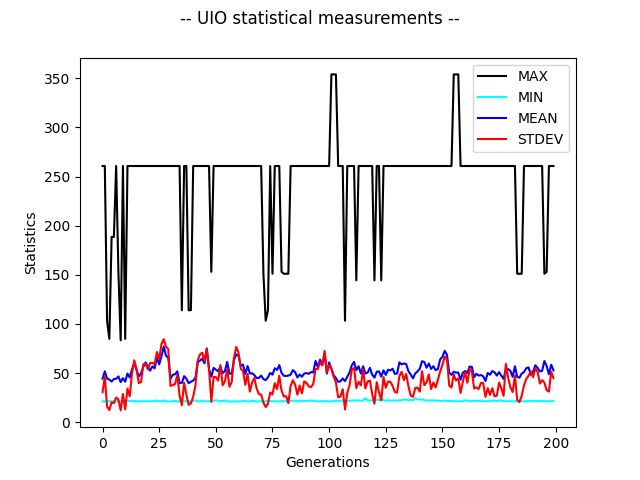 -- UIO statistical measurements --
MAX
MIN
MEAN
STDEV
350
300
250
200
150
100
50
0
Statistics
0 25 50 75 100 125 150 175 200
Generations